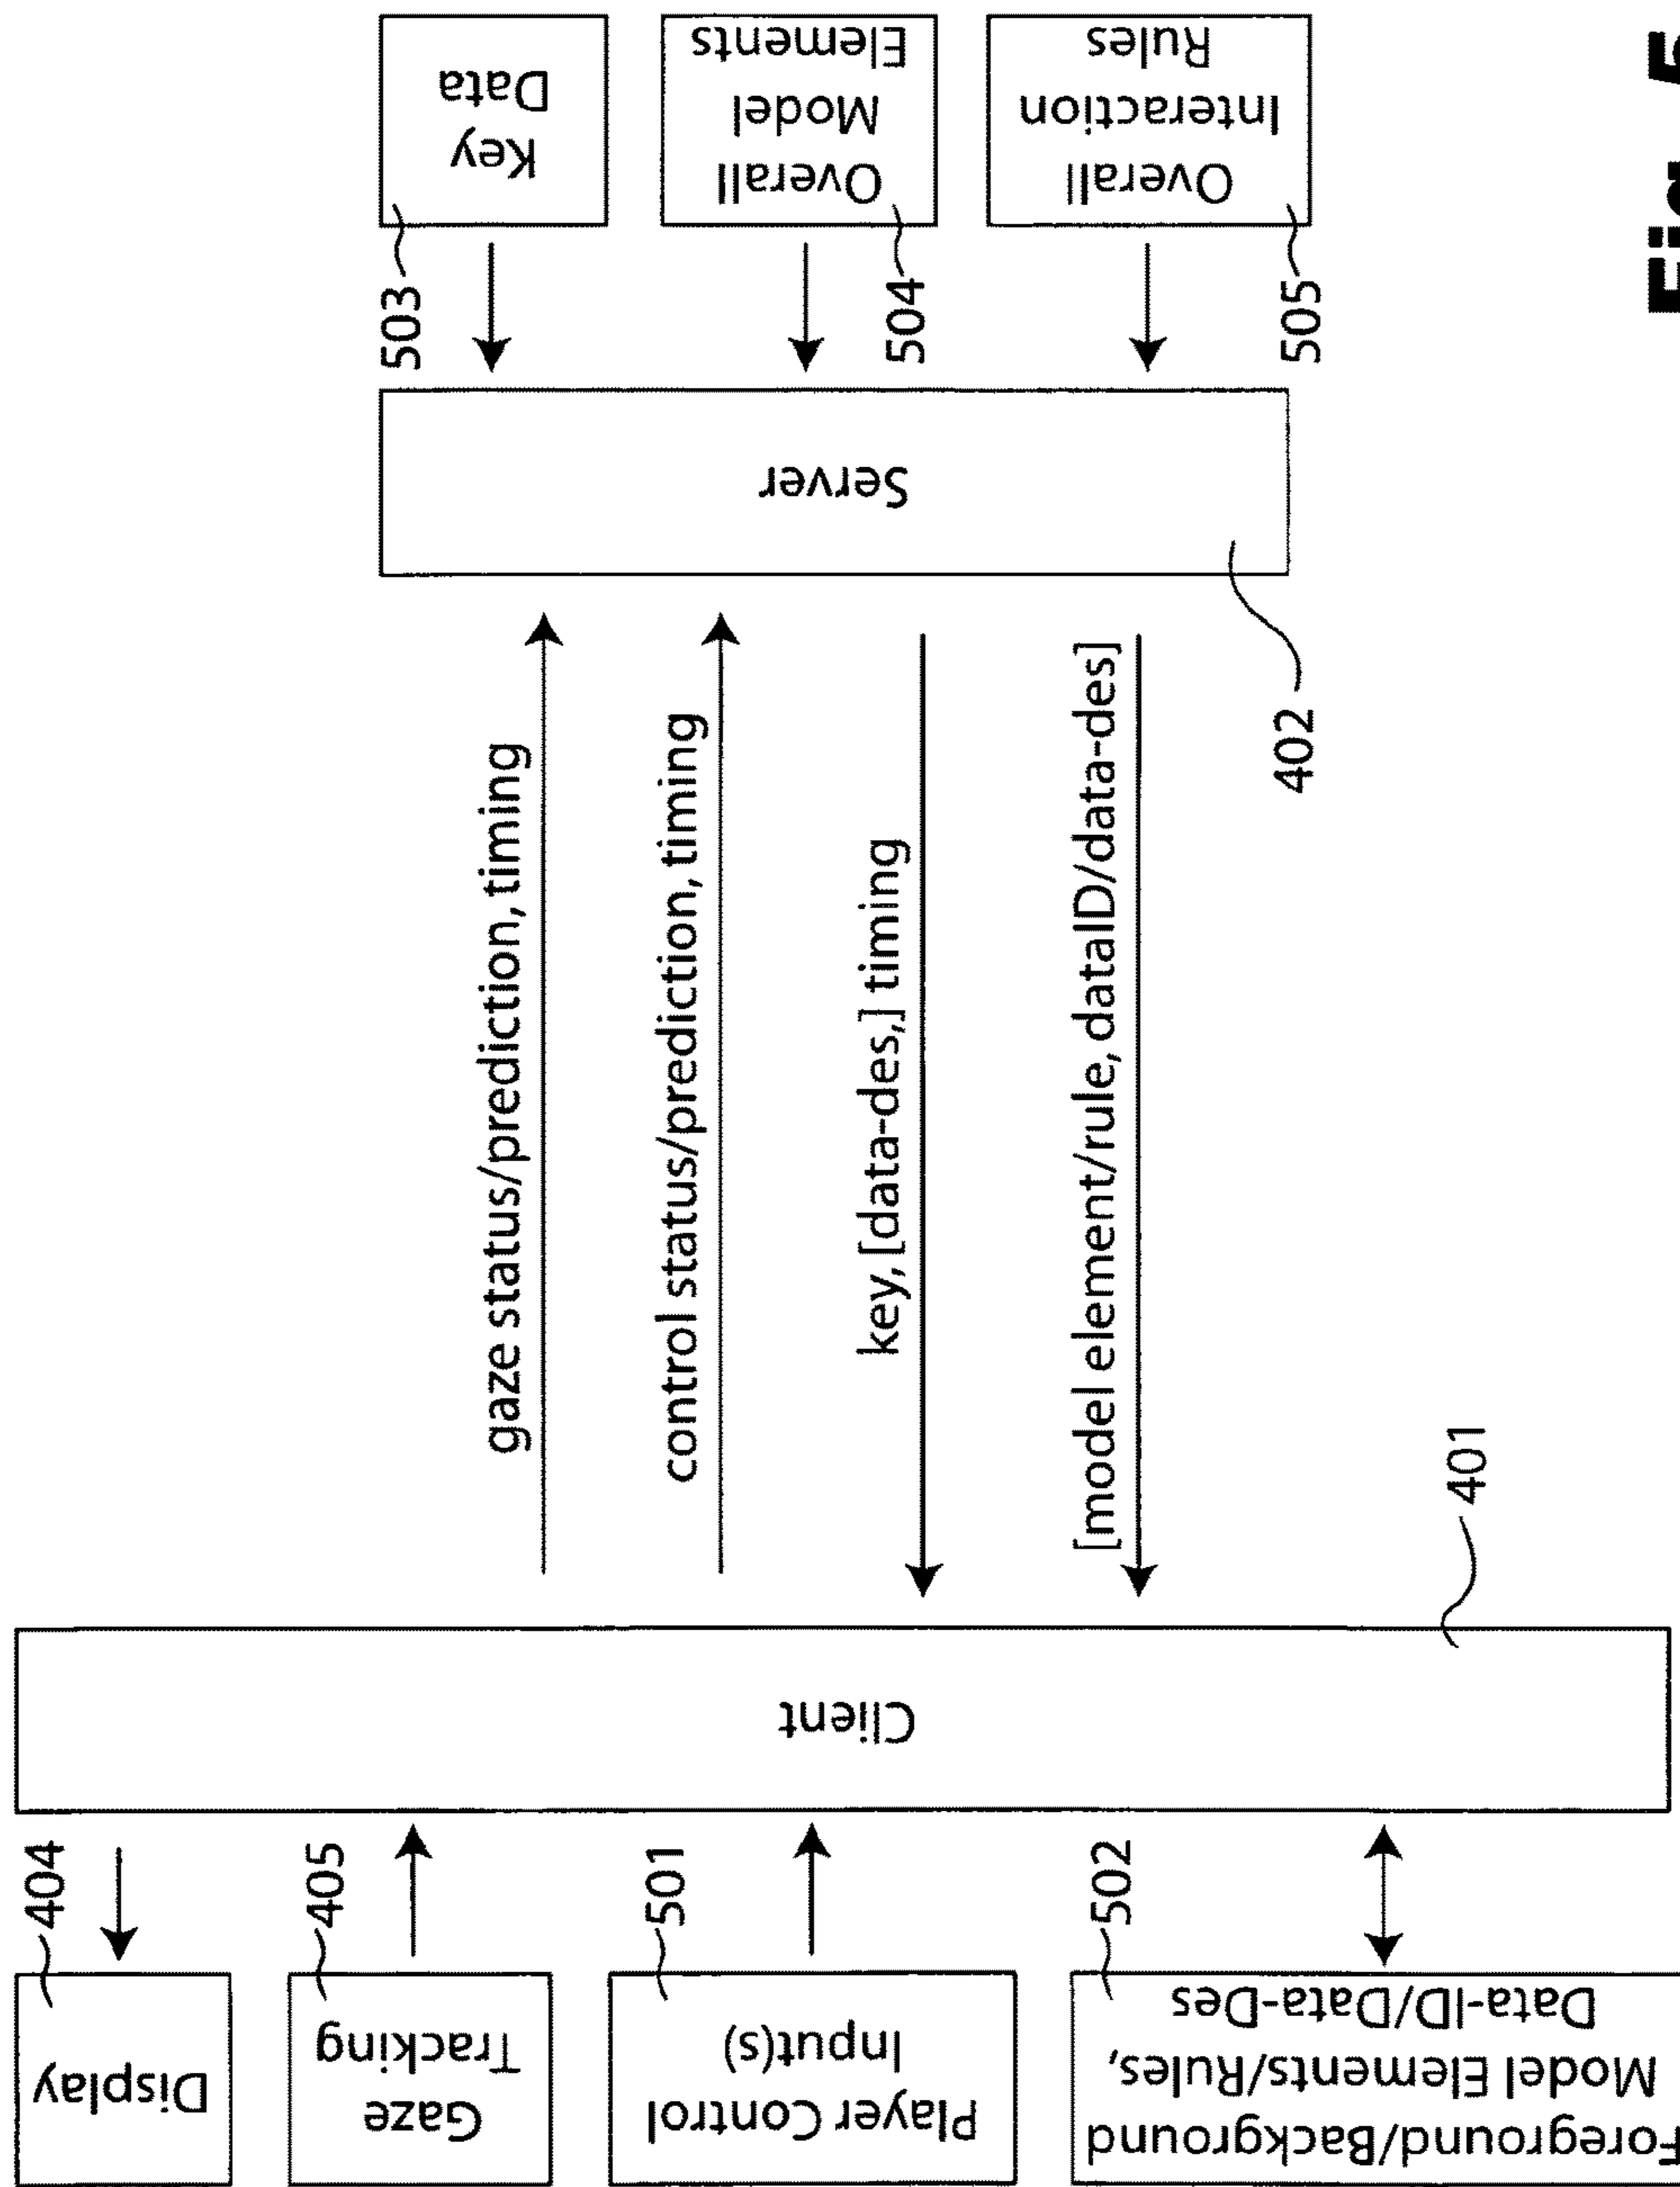 Display
404
Gaze
Tracking
405
Player Control
Input(s)
501
Foreground/Background
Model Elements/Rules,
Data-ID/Data-Des
502
Client
401
gaze status/prediction, timing
control status/prediction, timing
key, [data-des,] timing
[model element/rule, dataID/data-des]
Server
402
503
Key
Data
504
Overall
Model
Elements
505
Overall
Interaction
Rules
Fig. 5